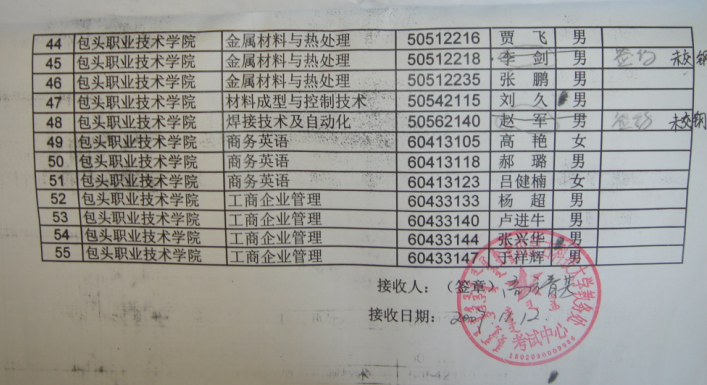 44 包头职业技术学院 金属材料与热处理 50512216 贾 飞 男
45 包头职业技术学院 金属材料与热处理 50512218 李 剑 男 签约
46 包头职业技术学院 金属材料与热处理 50512235 张 鹏 男
47 包头职业技术学院 材料成型与控制技术 50542115 刘 久 男
48 包头职业技术学院 焊接技术及自动化 50562140 赵 军 男 签约
49 包头职业技术学院 商务英语 60413105 高 艳 女
50 包头职业技术学院 商务英语 60413118 郝 璐 男
51 包头职业技术学院 商务英语 60413123 吕健楠 女
52 包头职业技术学院 工商企业管理 60433133 杨 超 男
53 包头职业技术学院 工商企业管理 60433140 卢进牛 男
54 包头职业技术学院 工商企业管理 60433144 张兴华 男
55 包头职业技术学院 工商企业管理 60433147 于祥辉 男
接收人：（签章）
接收日期：
考试中心